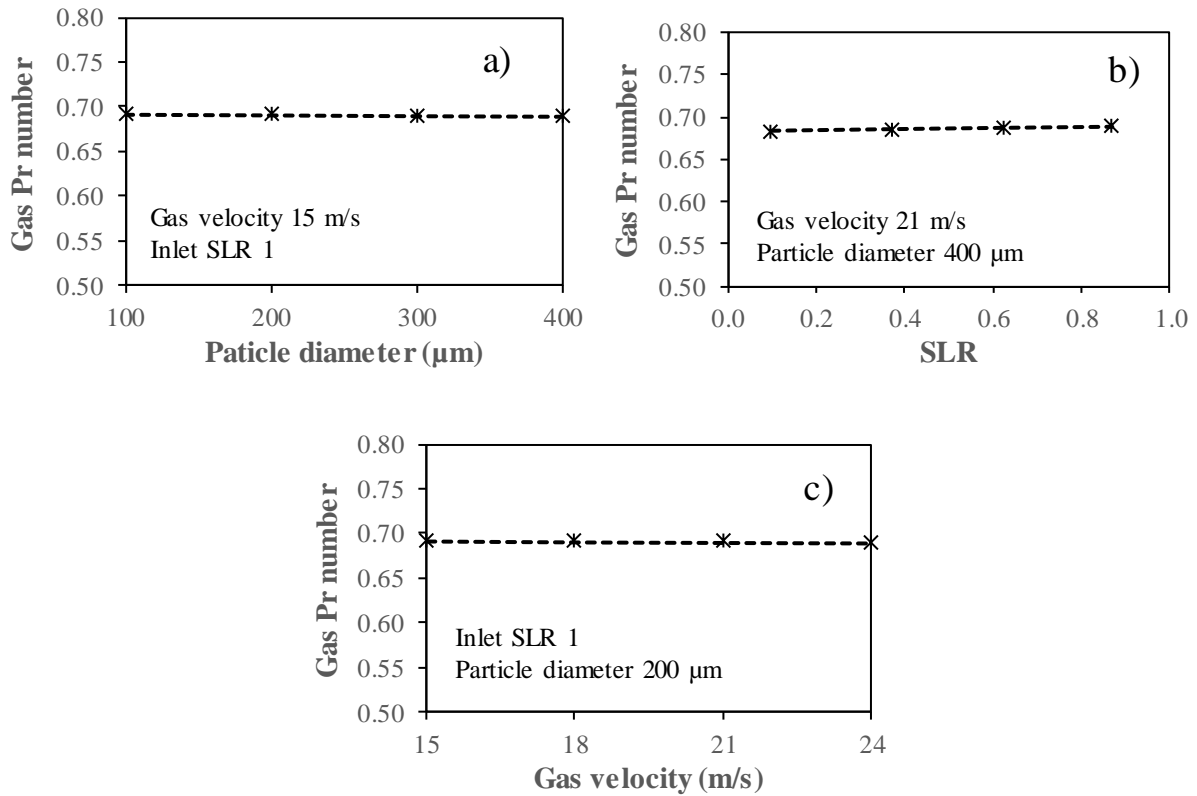 Gas Pr number
0.80
0.75
0.70
0.65
0.60
0.55
0.50
a)
Gas velocity 15 m/s
Inlet SLR 1
100 200 300 400
Paticle diameter (µm)
Gas Pr number
0.80
0.75
0.70
0.65
0.60
0.55
0.50
b)
Gas velocity 21 m/s
Particle diameter 400 µm
0.0 0.2 0.4 0.6 0.8 1.0
SLR
Gas Pr number
0.80
0.75
0.70
0.65
0.60
0.55
0.50
c)
Inlet SLR 1
Particle diameter 200 µm
15 18 21 24
Gas velocity (m/s)